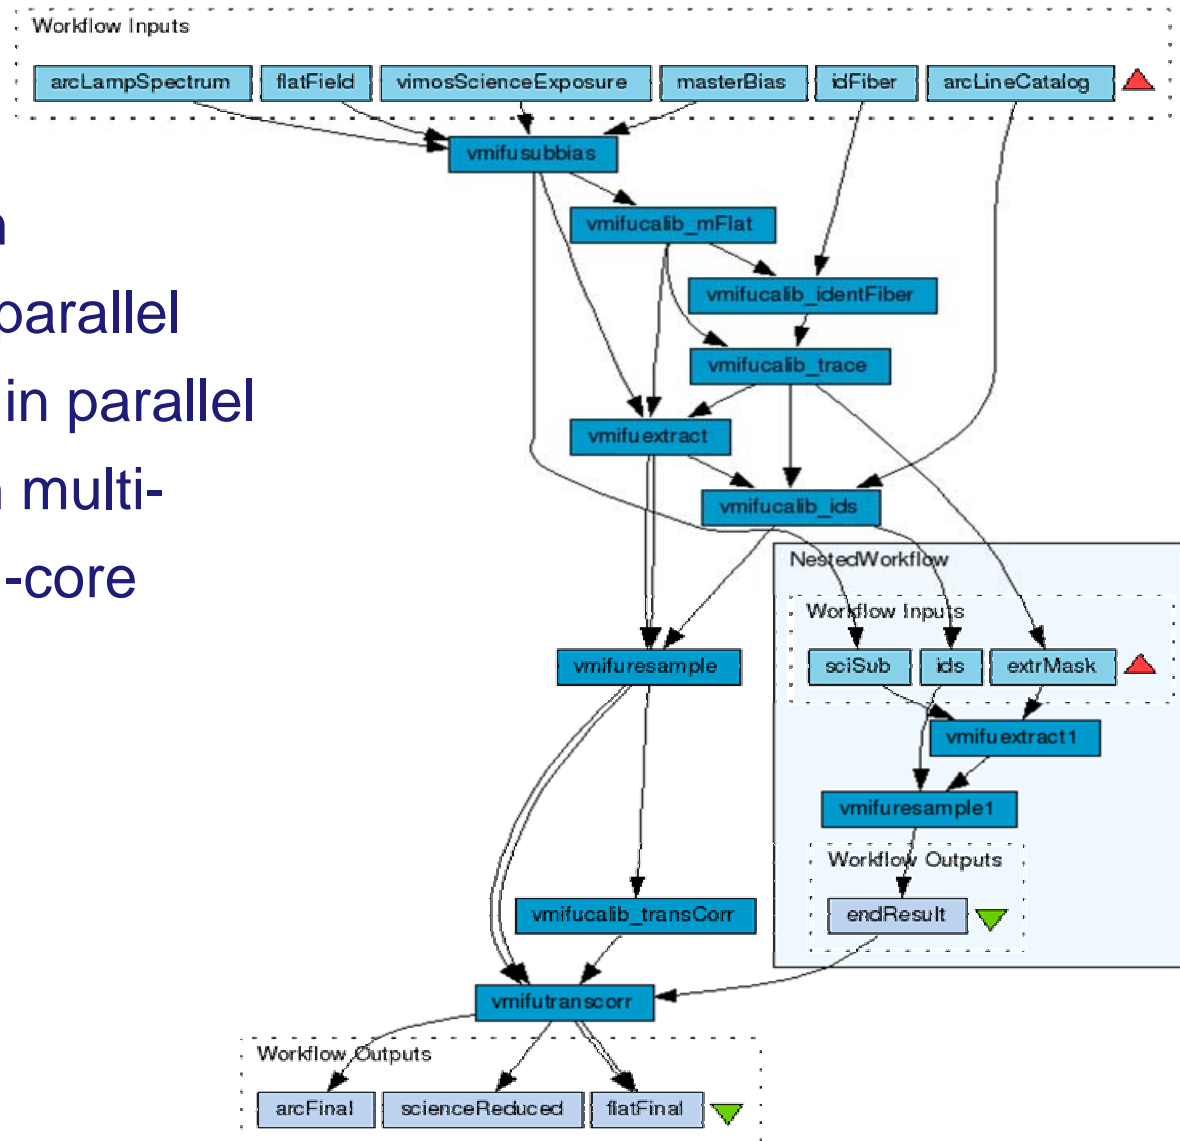 Workflow Inputs
arcLampSpectrum flatField vimosScienceExposure masterBias idFiber arcLineCatalog
vmifusubbias
vmifucalib_mFlat
parallel
vmifucalib_identFiber
vmifucalib_trace
in parallel
vmifuextract
multi-
vmifucalib_ids
-core
NestedWorkflow
Workflow Inputs
vmifuresample
sciSub ids extrMask
vmifuextract1
vmifuresample1
Workflow Outputs
vmifucalib_transCorr
endResult
vmifutranscorr
Workflow Outputs
arcFinal scienceReduced flatFinal